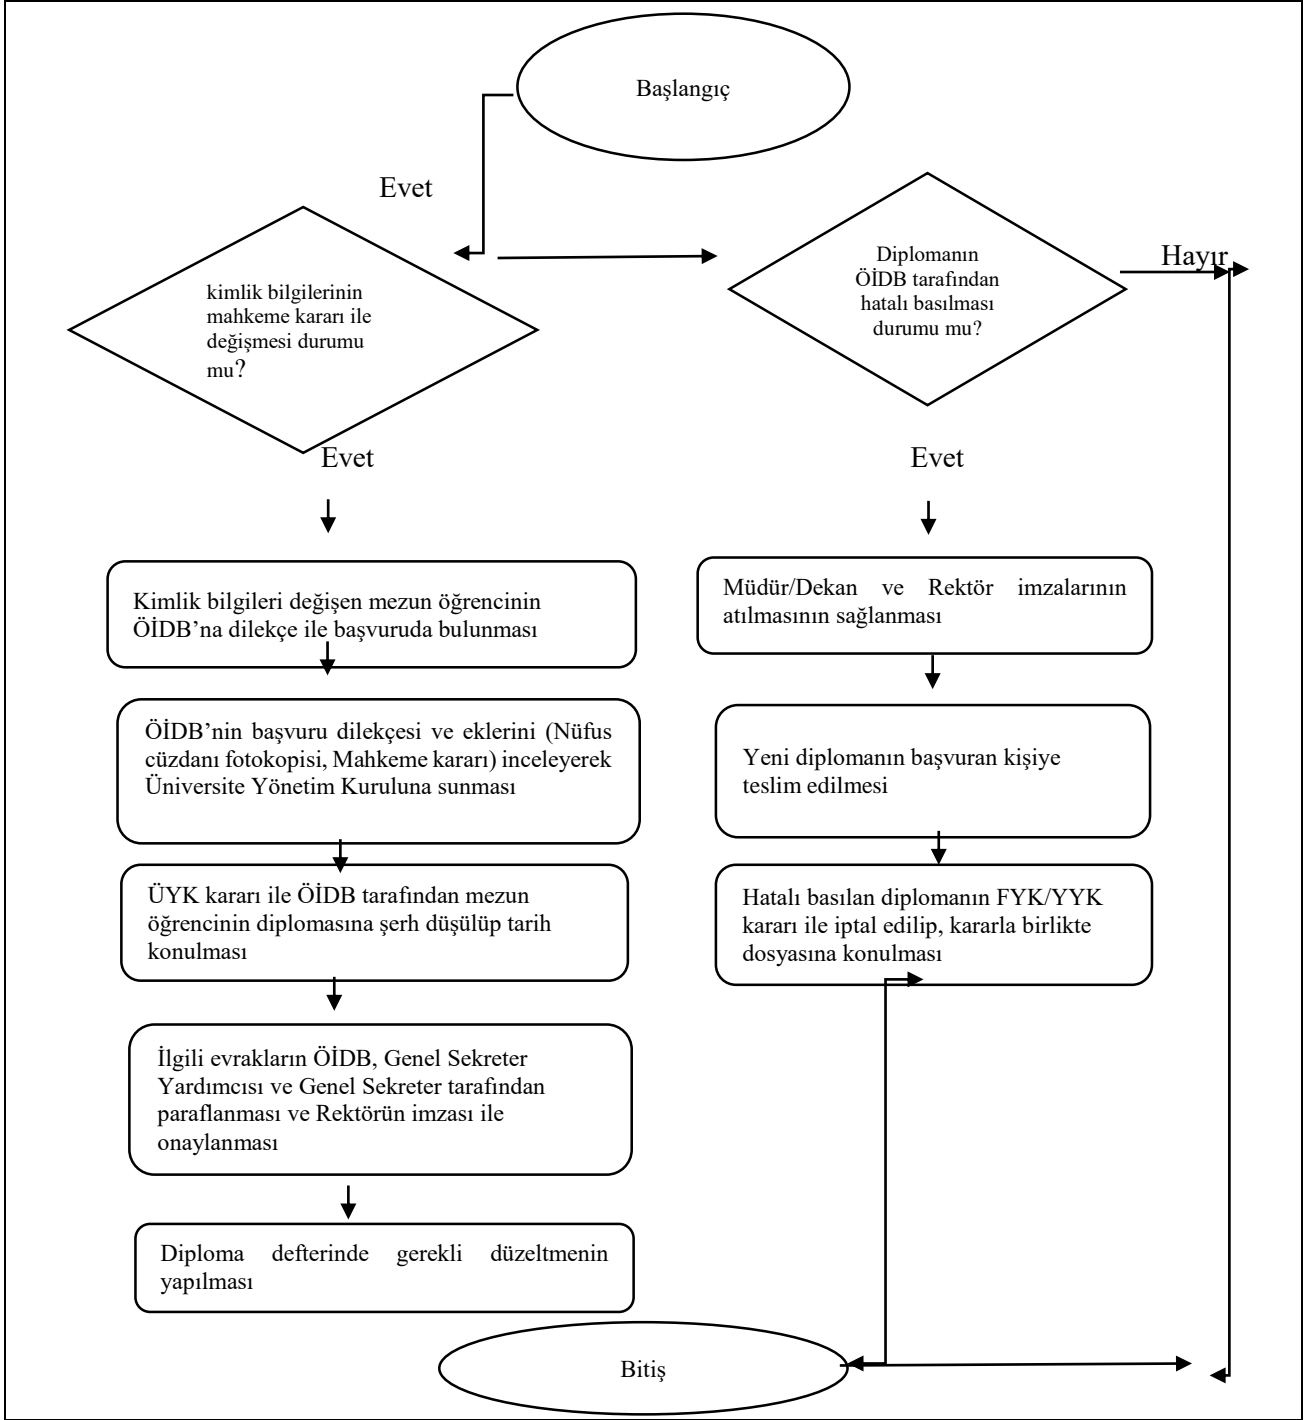 Başlangıç
Evet
kimlik bilgilerinin
mahkeme kararı ile
değişmesi durumu
mu?
Diplomanın
ÖİDB tarafından
hatalı basılması
durumu mu?
Hayır
Evet
Evet
Kimlik bilgileri değişen mezun öğrencinin
ÖİDB’na dilekçe ile başvuruda bulunması
Müdür/Dekan ve Rektör imzalarının
atılmasının sağlanması
ÖİDB’nin başvuru dilekçesi ve eklerini (Nüfus
cüzdanı fotokopisi, Mahkeme kararı) inceleyerek
Üniversite Yönetim Kuruluna sunması
Yeni diplomanın başvuran kişiye
teslim edilmesi
ÜYK kararı ile ÖİDB tarafından mezun
öğrencinin diplomasına şerh düşülüp tarih
konulması
Hatalı basılan diplomanın FYK/YYK
kararı ile iptal edilip, kararla birlikte
dosyasına konulması
İlgili evrakların ÖİDB, Genel Sekreter
Yardımcısı ve Genel Sekreter tarafından
paraflanması ve Rektörün imzası ile
onaylanması
Diploma defterinde gerekli düzeltmenin
yapılması
Bitiş